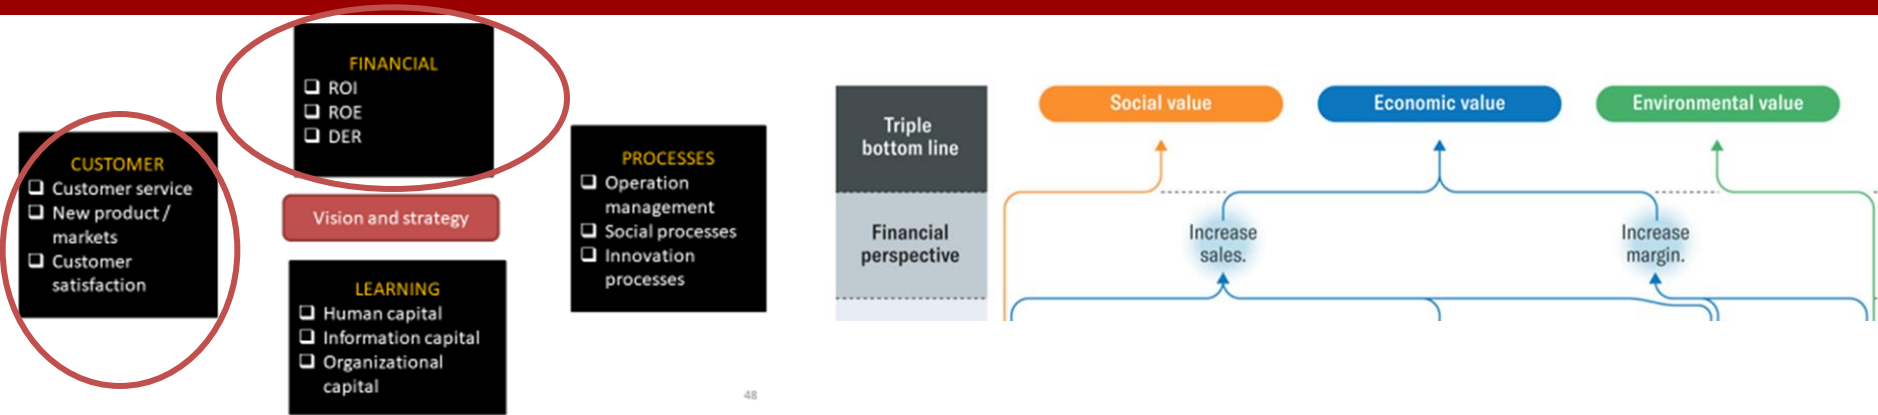 FINANCIAL
❑ ROI
❑ ROE
❑ DER
CUSTOMER
❑ Customer service
❑ New product /
markets
❑ Customer
satisfaction
Vision and strategy
PROCESSES
❑ Operation
management
❑ Social processes
❑ Innovation
processes
LEARNING
❑ Human capital
❑ Information capital
❑ Organizational
capital
48
Triple
bottom line
Social value
Economic value
Environmental value
Financial
perspective
Increase
sales.
Increase
margin.